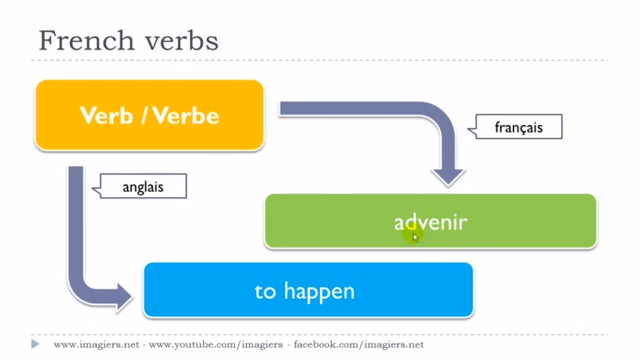 French verbs
Verb / Verbe
français
anglais
advenir
to happen
www.imagiers.net - www.youtube.com/imagiers - facebook.com/imagiers.net